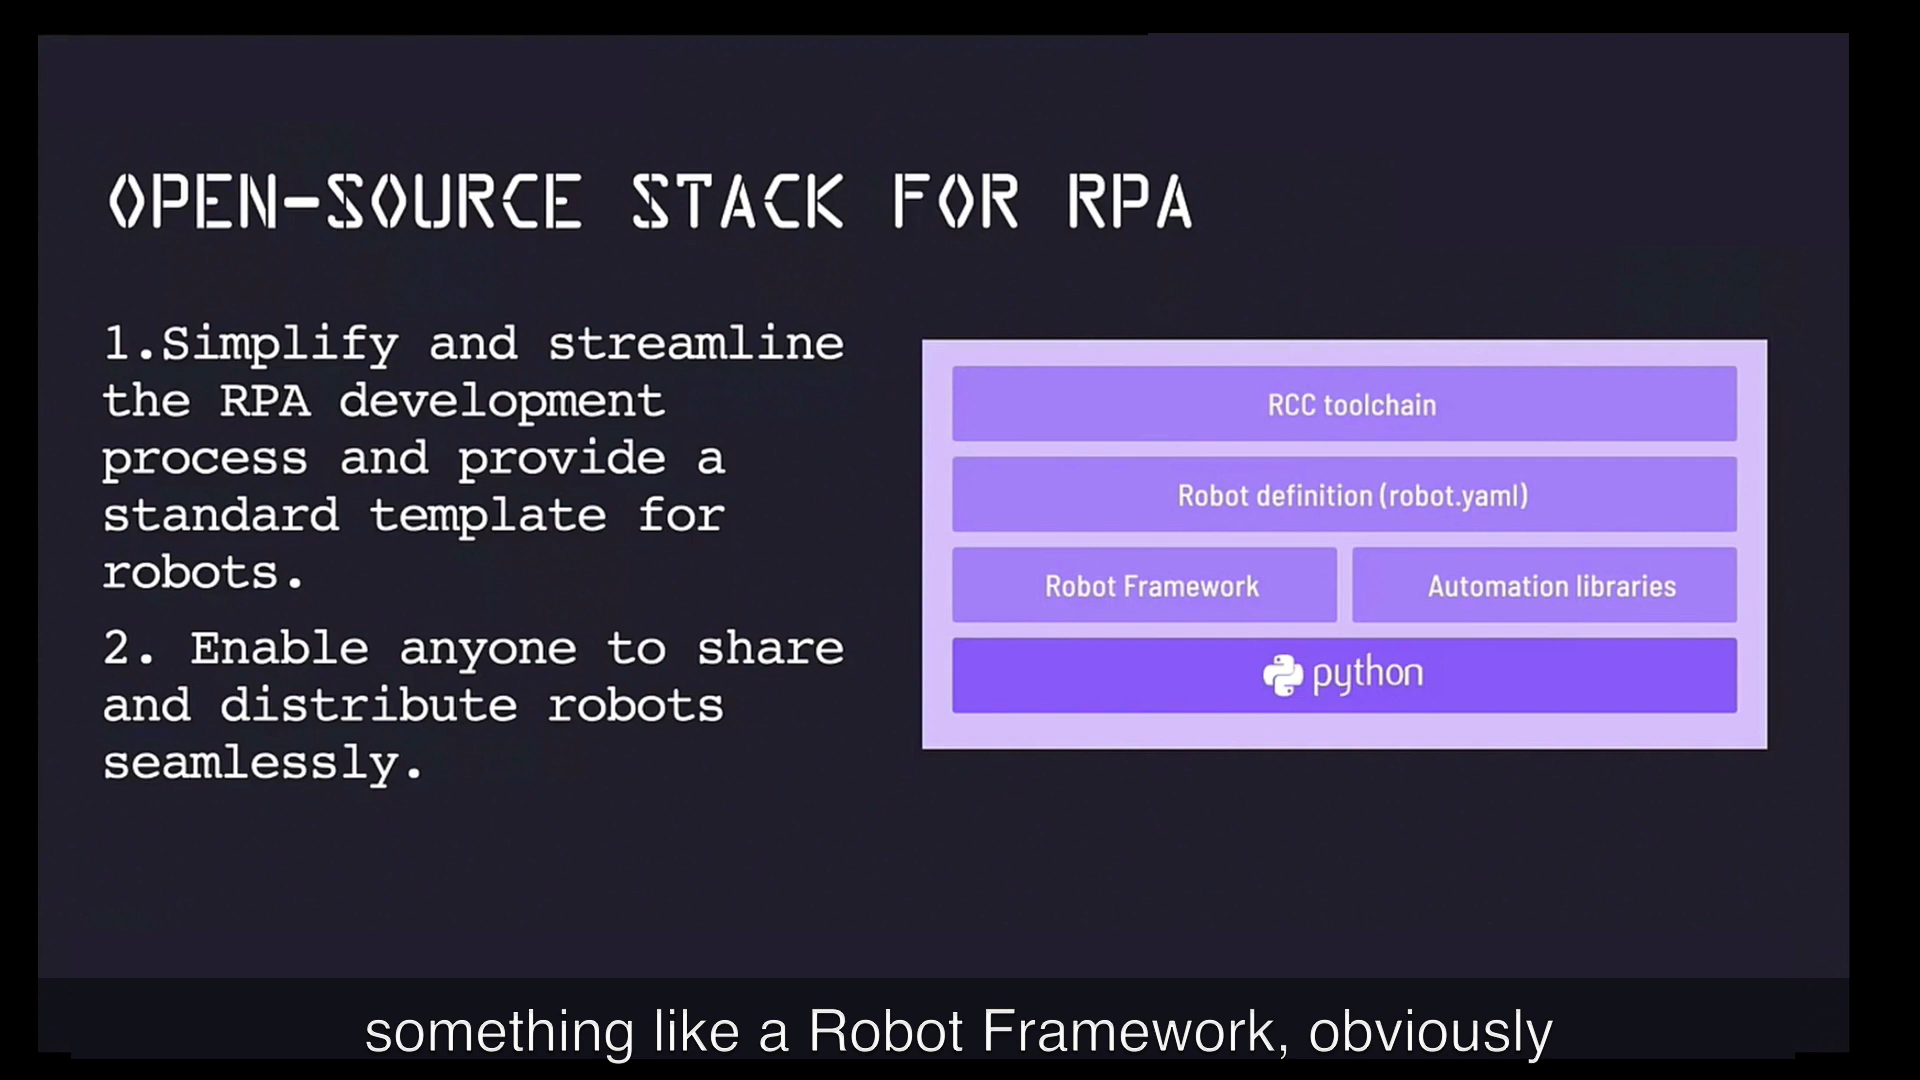 OPEN-SOURCE STACK FOR RPA
1.Simplify and streamline
the RPA development
process and provide a
standard template for
robots.
2. Enable anyone to share
and distribute robots
seamlessly.
RCC toolchain
Robot definition (robot.yaml)
Robot Framework
Automation libraries
python
something like a Robot Framework, obviously